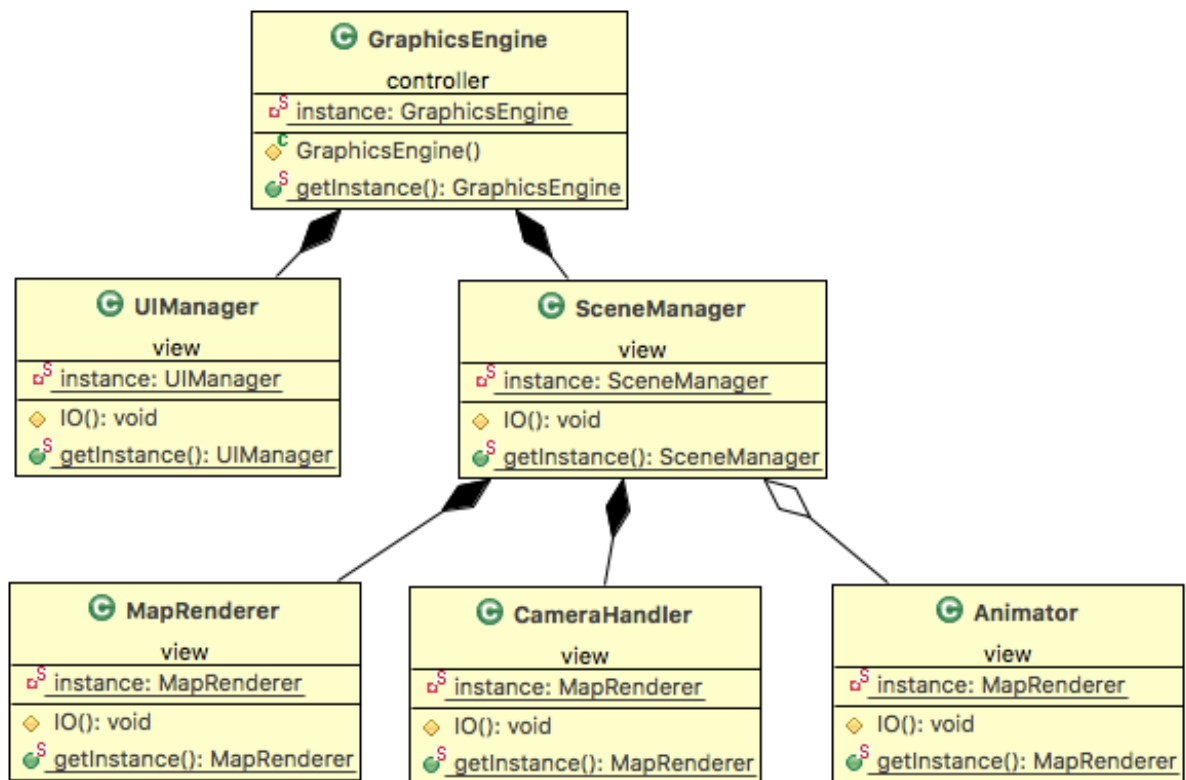 C GraphicsEngine
controller
S instance: GraphicsEngine
C GraphicsEngine()
S getInstance(): GraphicsEngine
C UIManager
view
S instance: UIManager
IO(): void
S getInstance(): UIManager
C SceneManager
view
S instance: SceneManager
IO(): void
S getInstance(): SceneManager
C MapRenderer
view
S instance: MapRenderer
IO(): void
S getInstance(): MapRenderer
C CameraHandler
view
S instance: MapRenderer
IO(): void
S getInstance(): MapRenderer
C Animator
view
S instance: MapRenderer
IO(): void
S getInstance(): MapRenderer